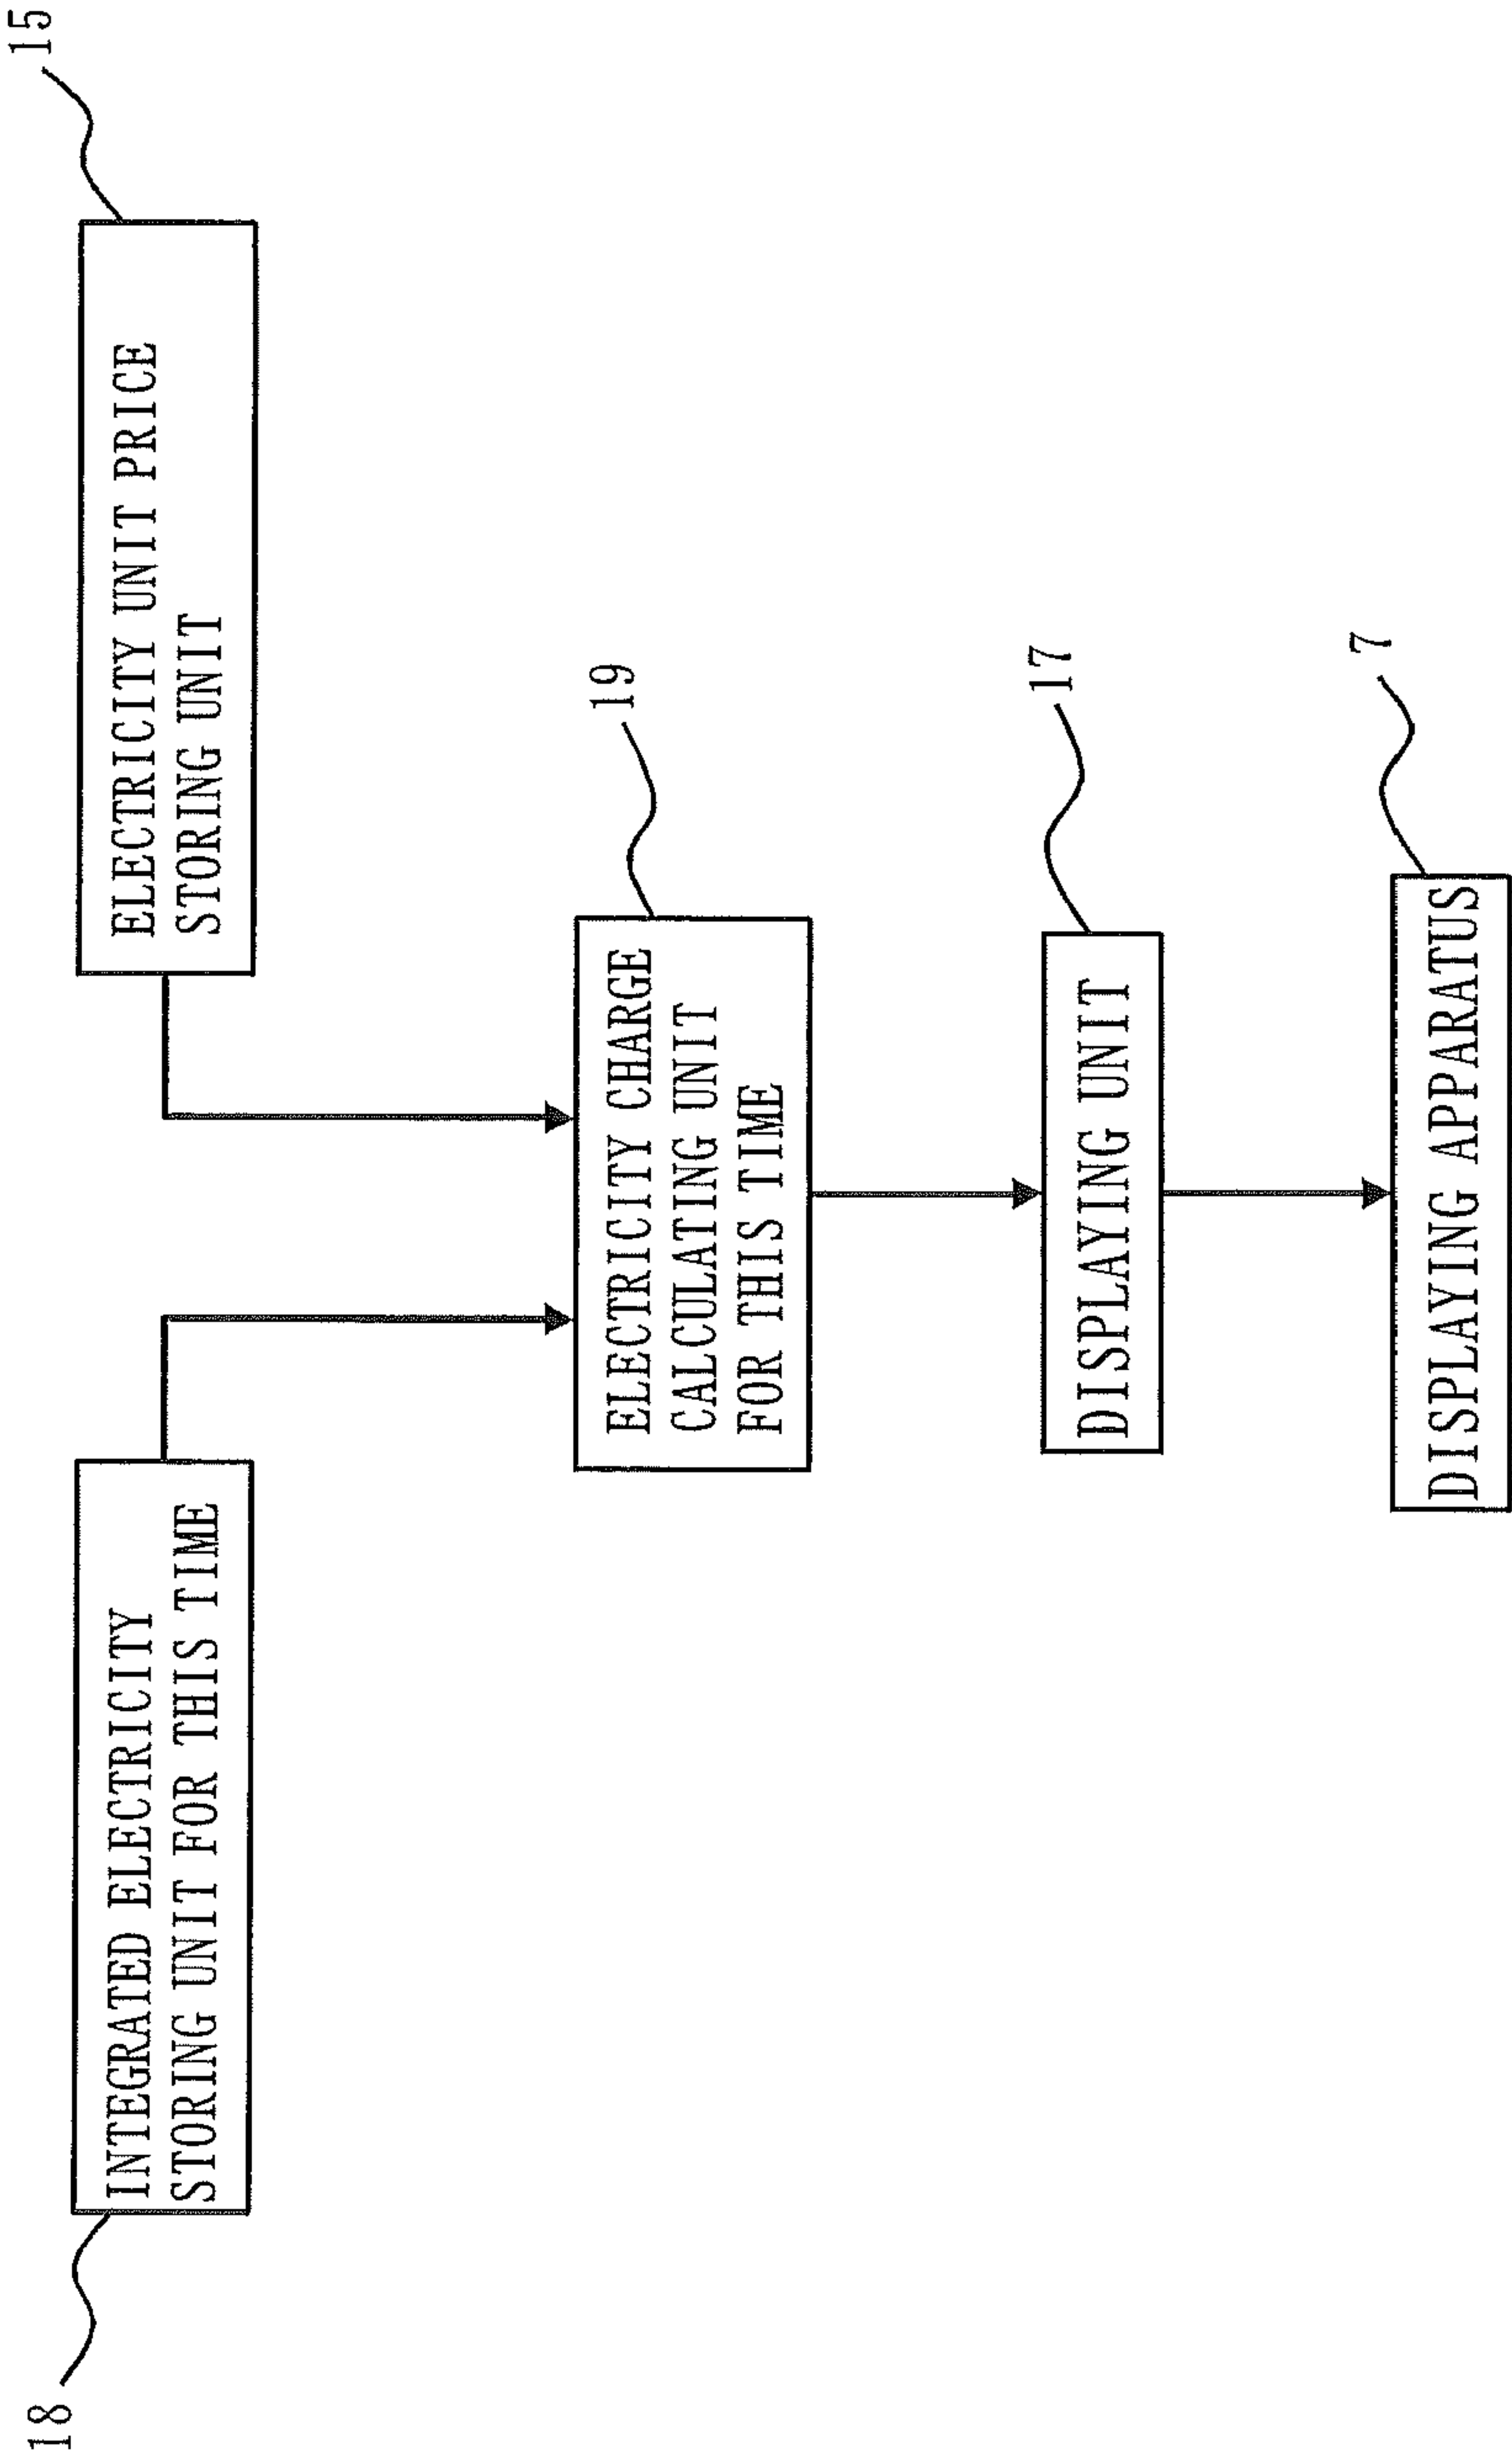 18
INTEGRATED ELECTRICITY
STORING UNIT FOR THIS TIME
15
ELECTRICITY UNIT PRICE
STORING UNIT
19
ELECTRICITY CHARGE
CALCULATING UNIT
FOR THIS TIME
17
DISPLAYING UNIT
7
DISPLAYING APPARATUS